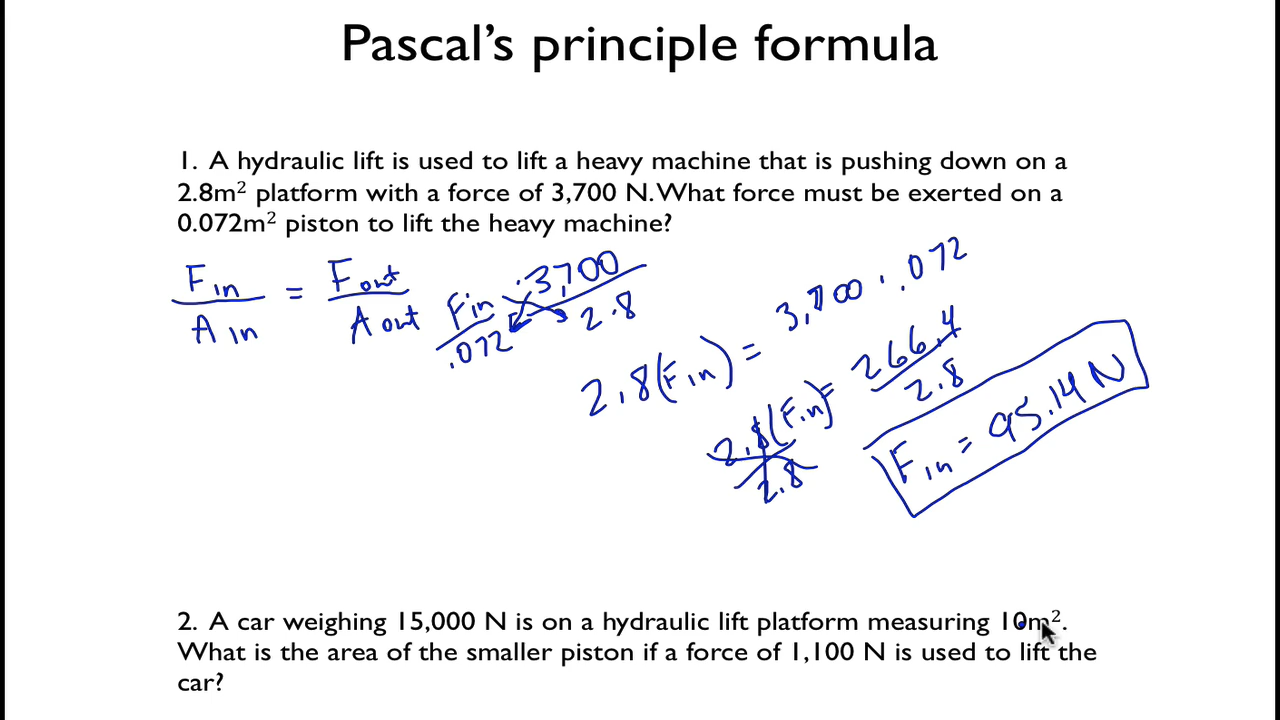 Pascal's principle formula
1. A hydraulic lift is used to lift a heavy machine that is pushing down on a
2.8m² platform with a force of 3,700 N. What force must be exerted on a
0.072m² piston to lift the heavy machine?
F in / A in = F out / A out
Fin / .072 = 3,700 / 2.8
2.8(Fin) = 3,700 · .072
2.8(Fin) / 2.8 = 266.4 / 2.8
Fin = 95.14 N
2. A car weighing 15,000 N is on a hydraulic lift platform measuring 10m².
What is the area of the smaller piston if a force of 1,100 N is used to lift the
car?